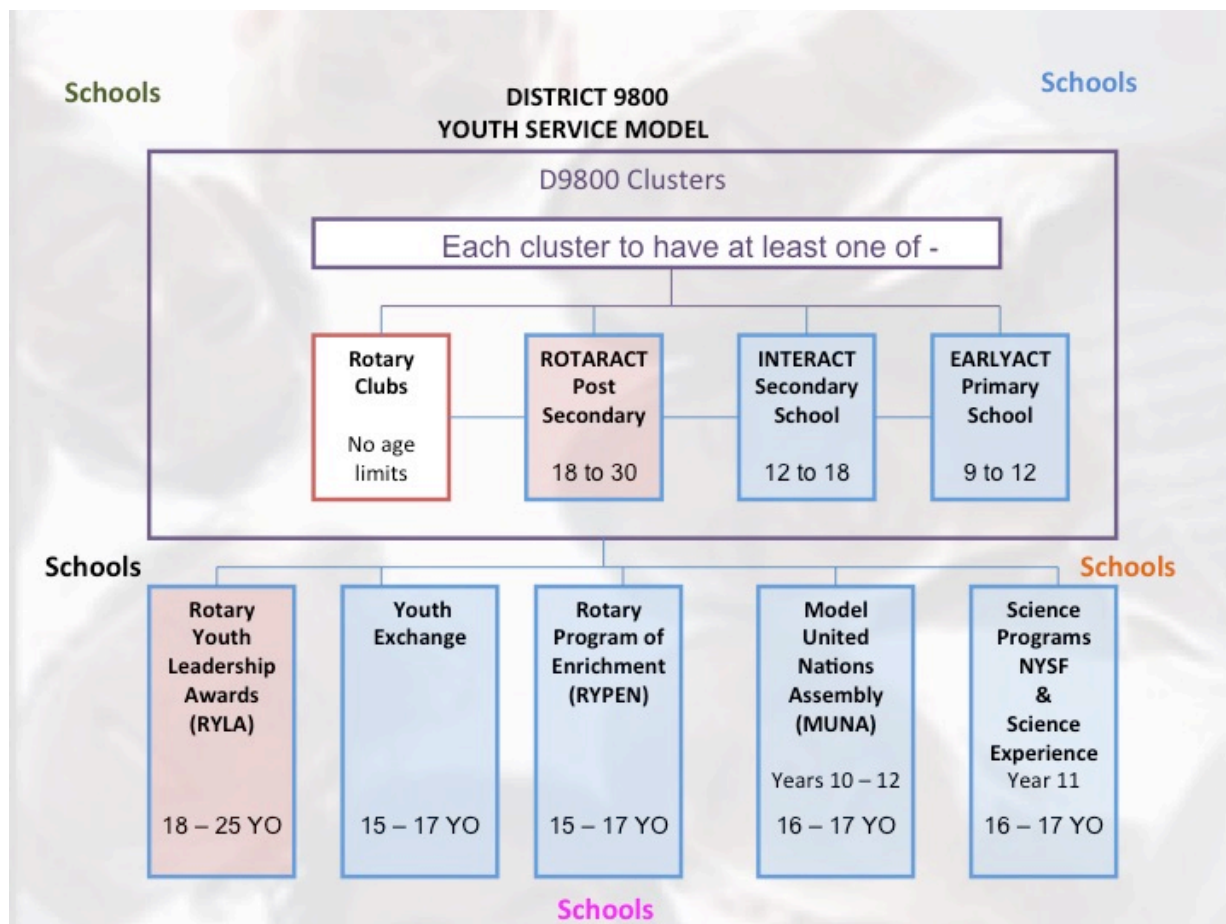 Schools
Schools
DISTRICT 9800
YOUTH SERVICE MODEL
D9800 Clusters
Each cluster to have at least one of -
Rotary
Clubs
No age
limits
ROTARACT
Post
Secondary
18 to 30
INTERACT
Secondary
School
12 to 18
EARLYACT
Primary
School
9 to 12
Schools
Schools
Rotary
Youth
Leadership
Awards
(RYLA)
18 – 25 YO
Youth
Exchange
15 – 17 YO
Rotary
Program of
Enrichment
(RYPEN)
15 – 17 YO
Model
United
Nations
Assembly
(MUNA)
Years 10 – 12
16 – 17 YO
Science
Programs
NYSF
&
Science
Experience
Year 11
16 – 17 YO
Schools